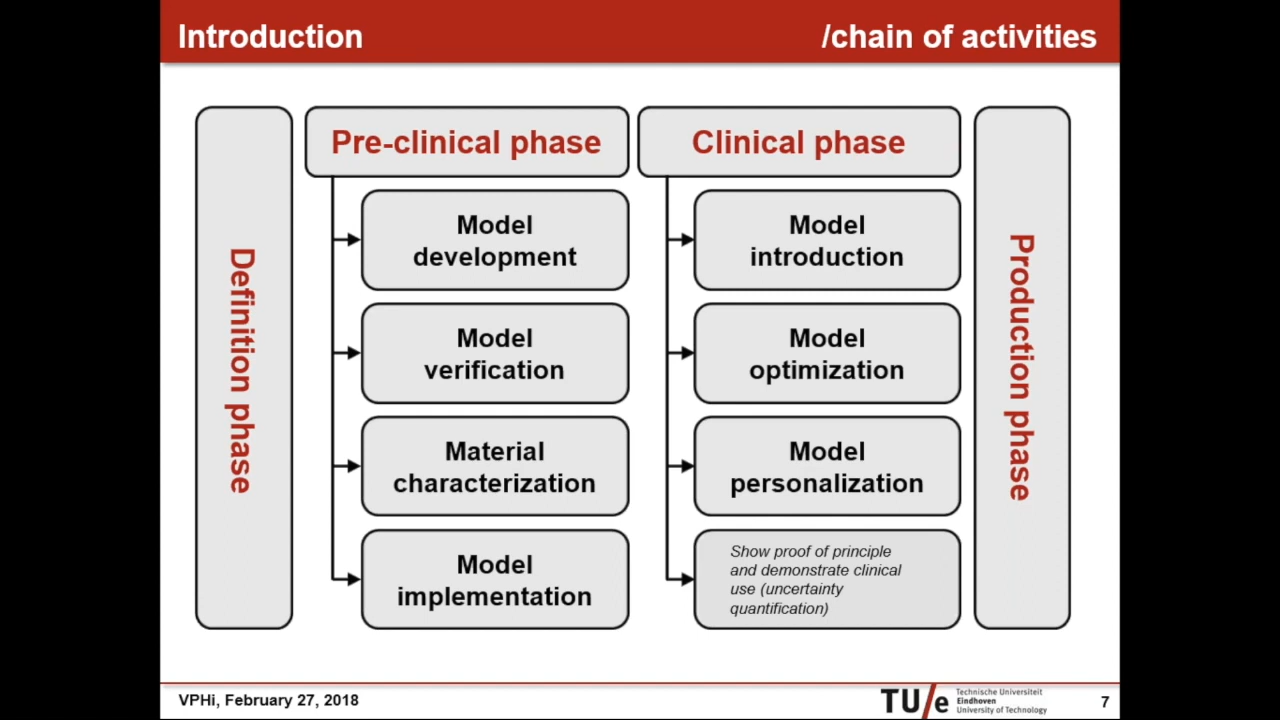 Introduction
/chain of activities
Definition phase
Pre-clinical phase
Model
development
Model
verification
Material
characterization
Model
implementation
Clinical phase
Model
introduction
Model
optimization
Model
personalization
Show proof of principle
and demonstrate clinical
use (uncertainty
quantification)
Production phase
VPHi, February 27, 2018
TU/e
Technische Universiteit
Eindhoven
University of Technology
7